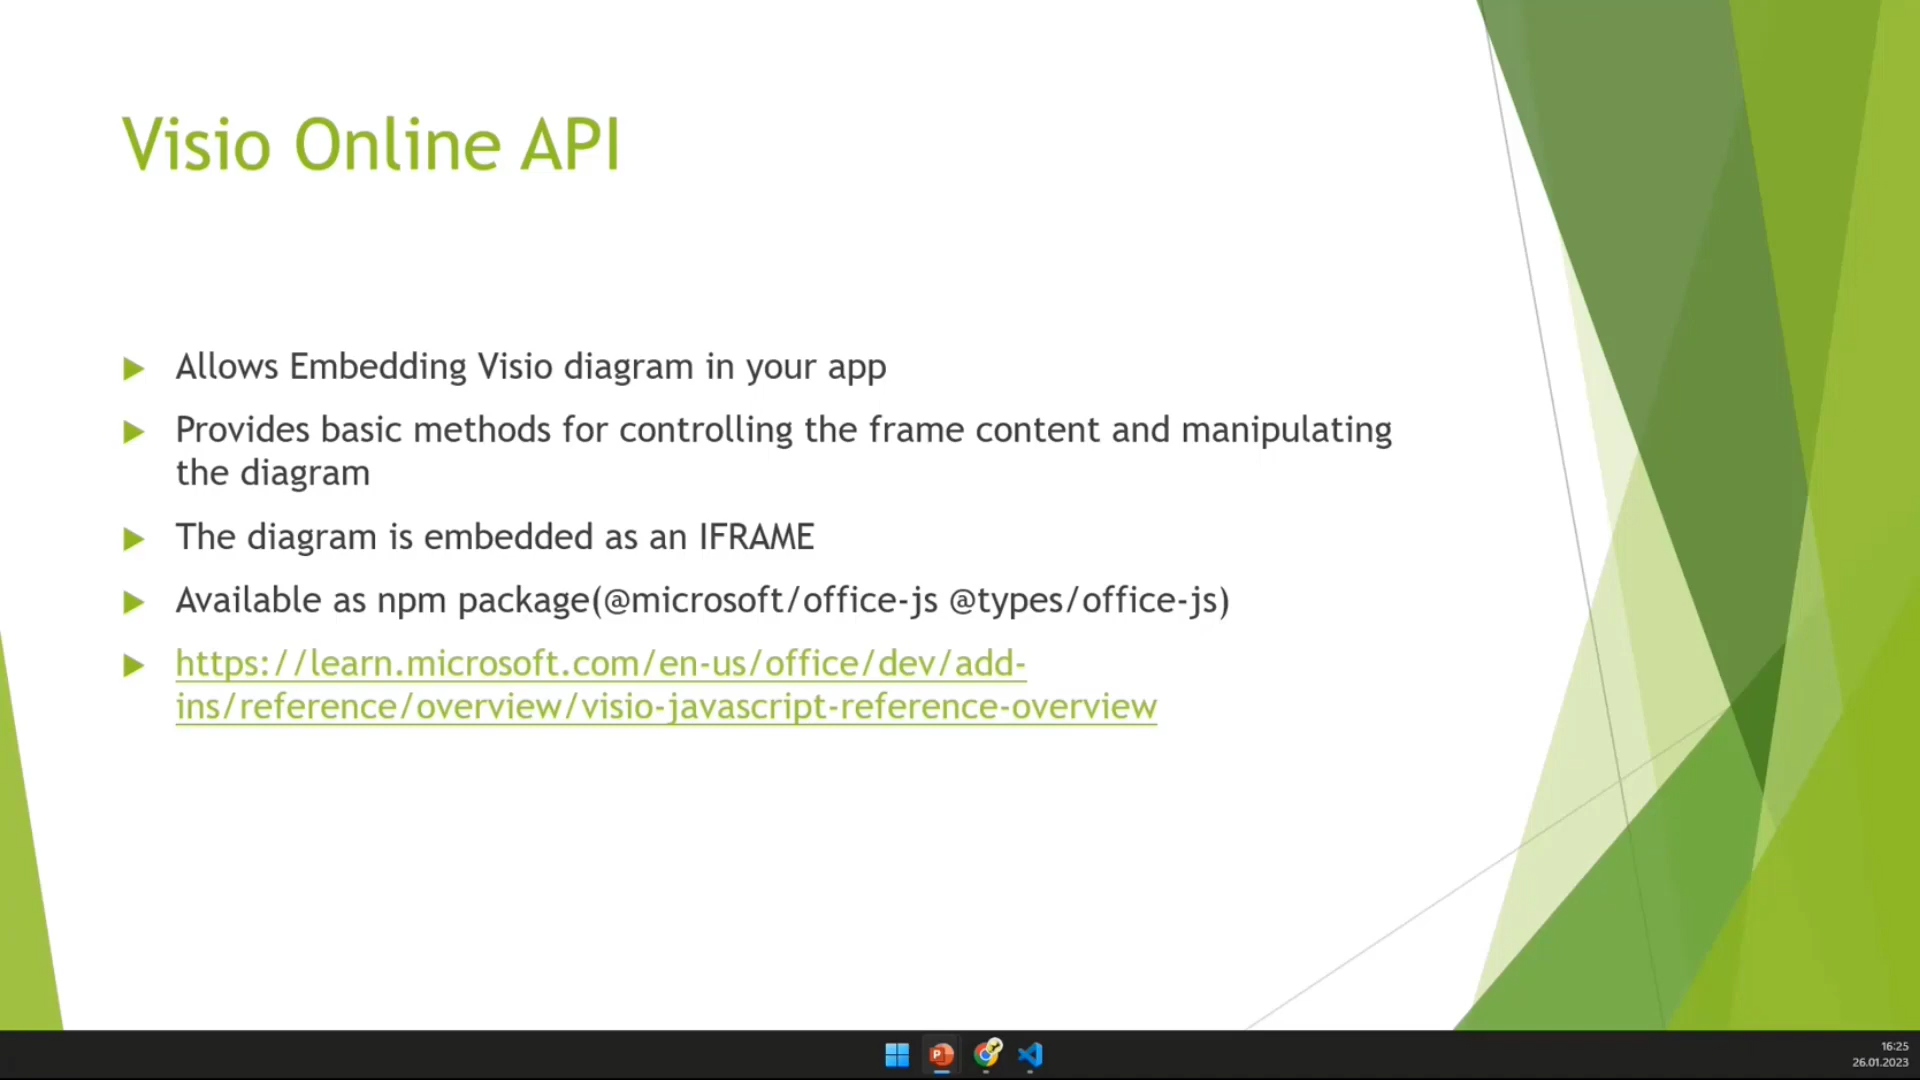 Visio Online API
Allows Embedding Visio diagram in your app
Provides basic methods for controlling the frame content and manipulating
the diagram
The diagram is embedded as an IFRAME
Available as npm package(@microsoft/office-js @types/office-js)
https://learn.microsoft.com/en-us/office/dev/add-
ins/reference/overview/visio-javascript-reference-overview
16:25
26.01.2023